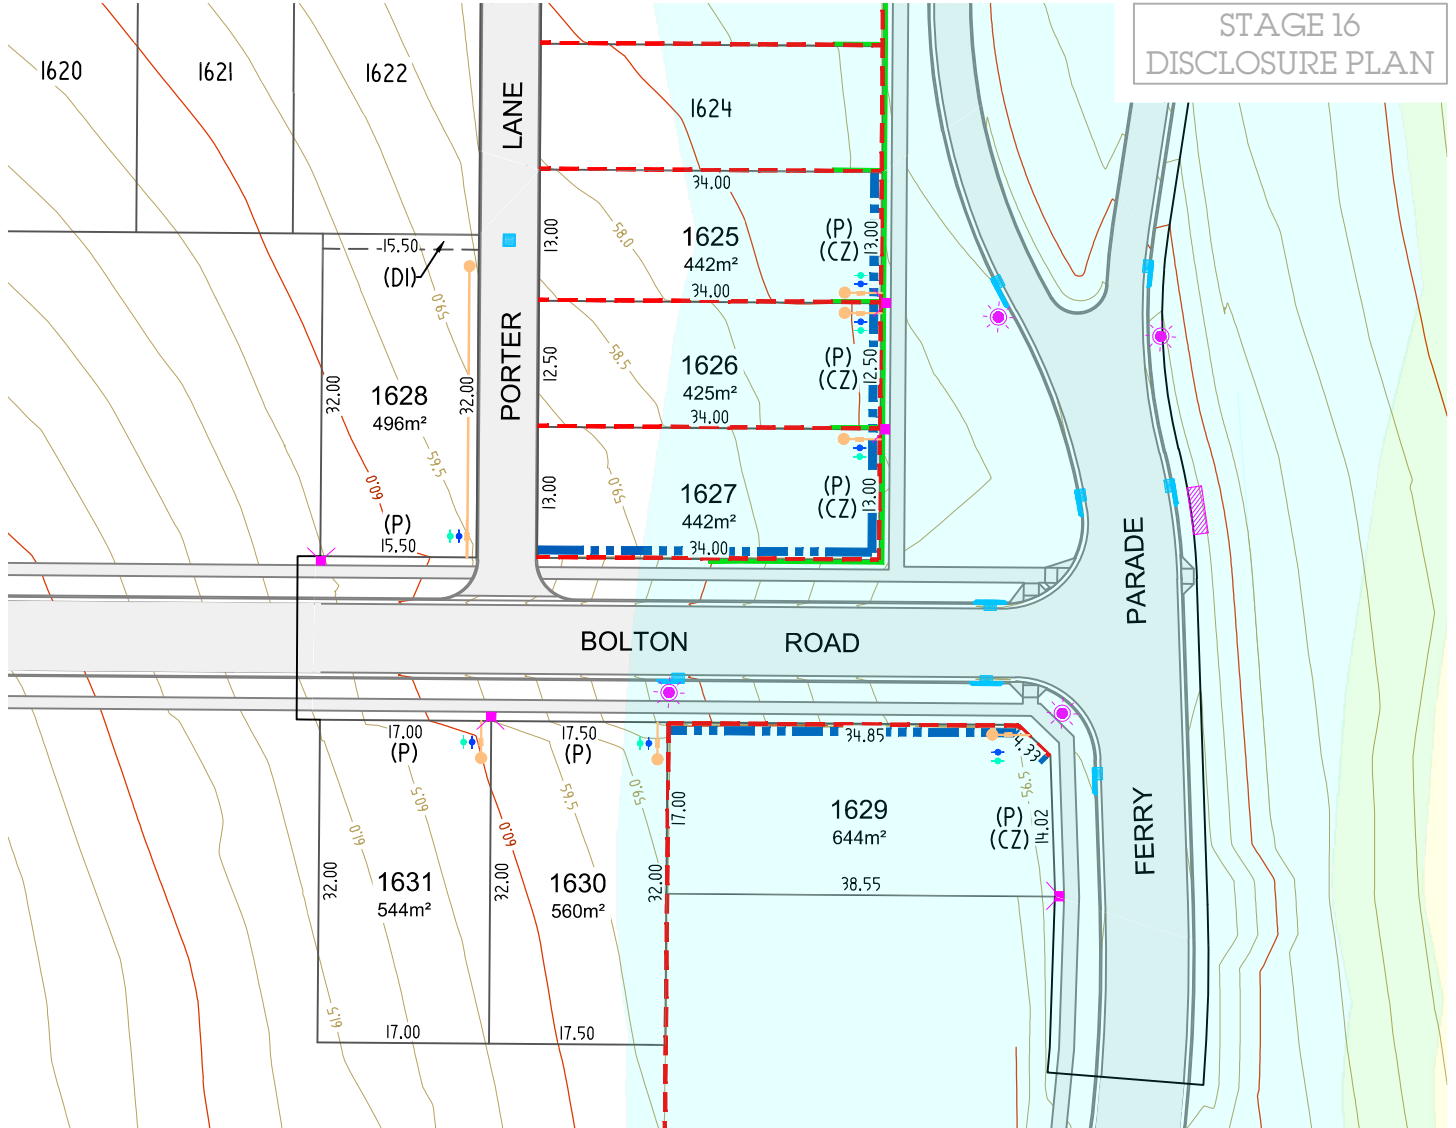 STAGE 16
DISCLOSURE PLAN
1620
1621
1622
LANE
PORTER
1624
34.00
13.00
58.0
1625
442m²
34.00
(P)
(CZ)
13.00
15.50
(DI)
59.0
12.50
58.5
1626
425m²
34.00
(P)
(CZ)
12.50
32.00
1628
496m²
32.00
60.0
59.5
(P)
15.50
13.00
59.0
1627
442m²
34.00
(P)
(CZ)
13.00
BOLTON ROAD
PARADE
FERRY
17.00
(P)
17.50
(P)
34.85
4.33
56.5
17.00
1629
644m²
(P)
(CZ)
14.02
38.55
61.0
60.5
60.0
59.5
59.0
32.00
1631
544m²
32.00
1630
560m²
32.00
61.5
17.00
17.50